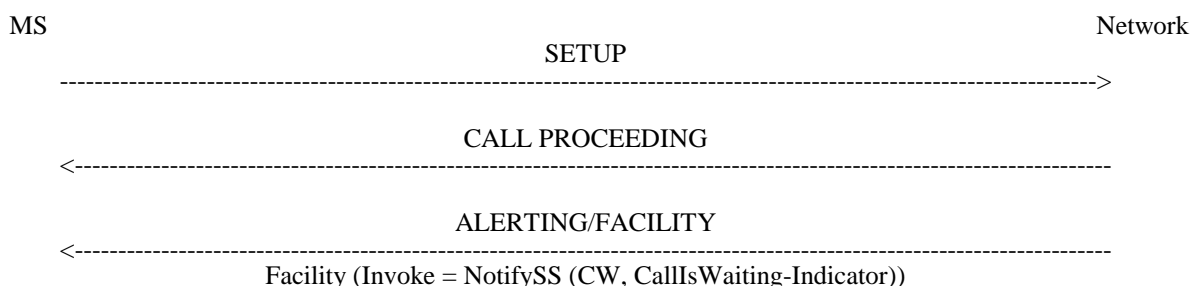 MS Network
SETUP
------------------------------------------------------------------------------------------------------------------------>
CALL PROCEEDING
<------------------------------------------------------------------------------------------------------------------------
ALERTING/FACILITY
<------------------------------------------------------------------------------------------------------------------------
Facility (Invoke = NotifySS (CW, CallIsWaiting-Indicator))